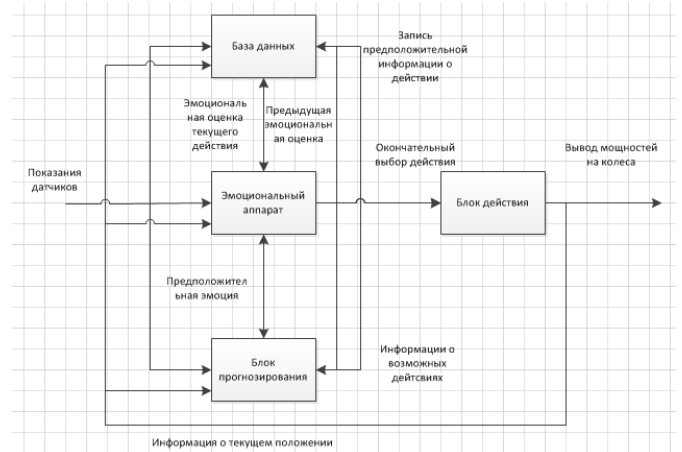 База данных
Запись
предположительной
информации о
действии
Эмоциональ
ная оценка
текущего
действия
Предыдущая
эмоциональн
ая оценка
Окончательный
выбор действия
Вывод мощностей
на колеса
Показания
датчиков
Эмоциональный
аппарат
Блок действия
Предположител
ьная эмоция
Блок
прогнозирования
Информации о
возможных
дейтсвиях
Информация о текущем положении